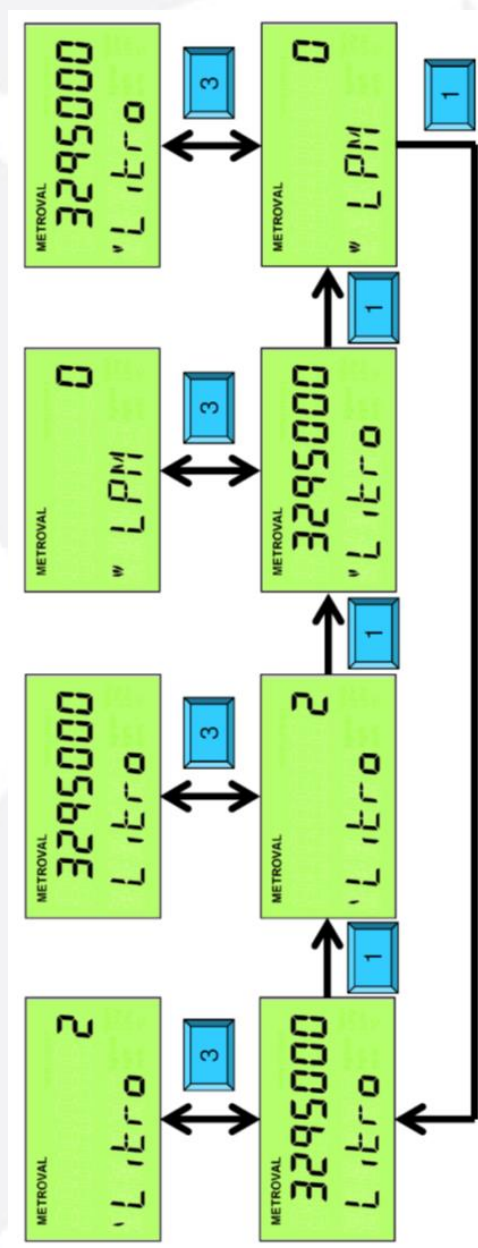 METROVAL
2
' Litro
METROVAL
3295000
Litro
METROVAL
0
w LPM
METROVAL
3295000
" Litro
3
3
3
3
METROVAL
3295000
Litro
1
METROVAL
2
' Litro
1
METROVAL
3295000
" Litro
1
METROVAL
0
w LPM
1